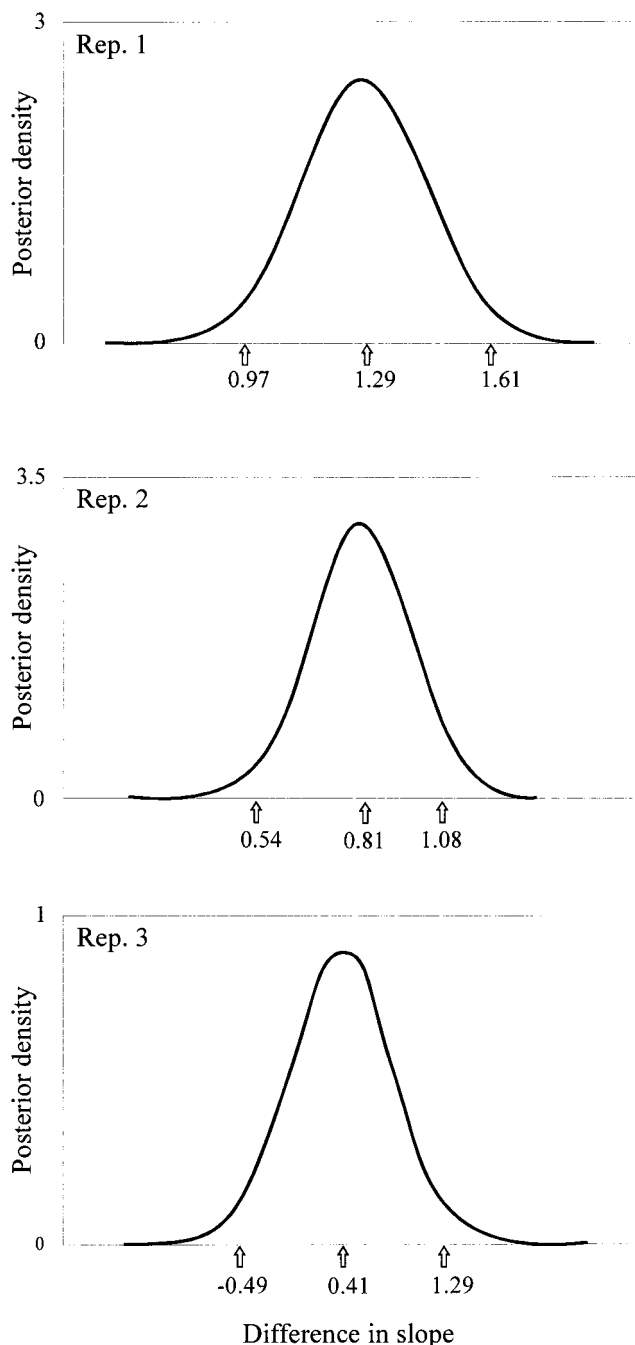 3
Rep. 1
Posterior density
0
0.97 1.29 1.61
3.5
Rep. 2
Posterior density
0
0.54 0.81 1.08
1
Rep. 3
Posterior density
0
-0.49 0.41 1.29
Difference in slope